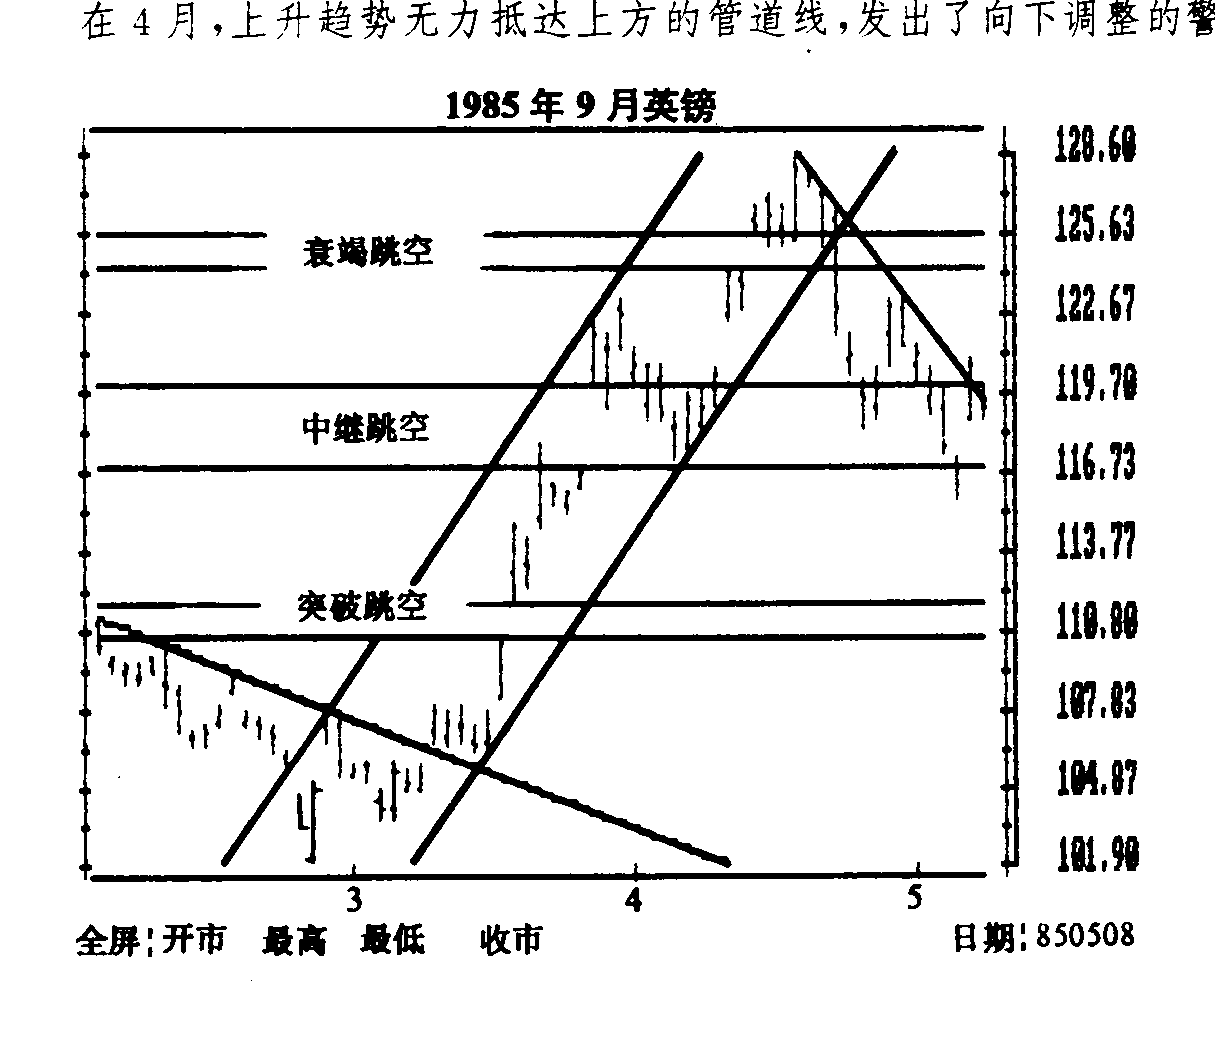 在4月，上升趋势无力抵达上方的管道线，发出了向下调整的警
1985年9月英镑
128.60
125.63
衰竭跳空
122.67
119.70
中继跳空
116.73
113.77
突破跳空
110.80
107.83
104.87
101.90
3 4 5
全屏：开市 最高 最低 收市 日期：850508